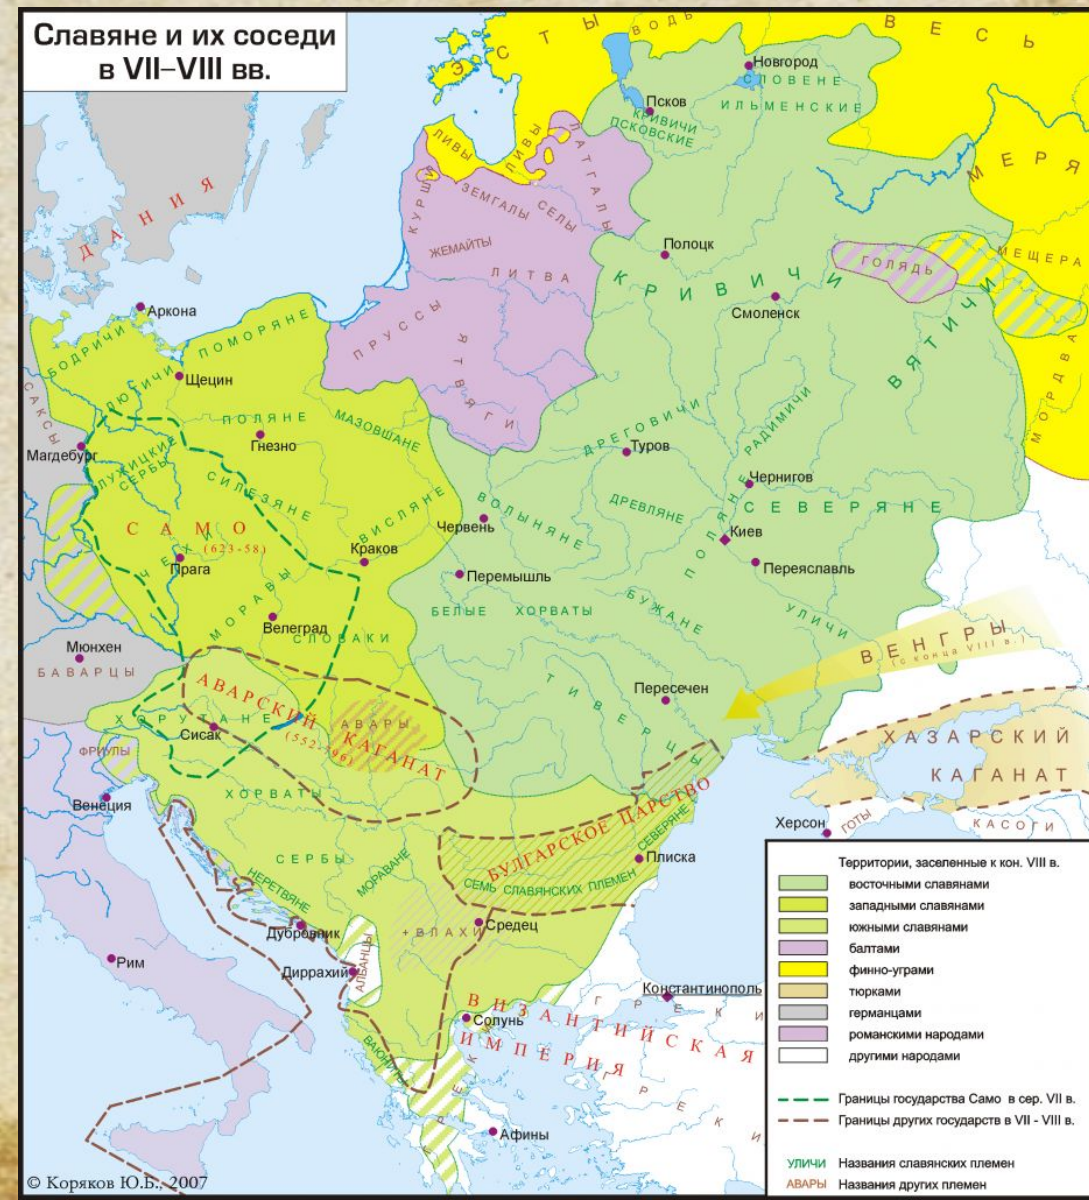 Славяне и их соседи
в VII–VIII вв.
ЭСТЫ
ВОДЬ
ВЕСЬ
Новгород
СЛОВЕНЕ
ИЛЬМЕНСКИЕ
Псков
КРИВИЧИ
ПСКОВСКИЕ
ЛИВЫ
ЛИВЫ
ЛАТГАЛЫ
МЕРЯ
ДАНИЯ
КУРШИ
ЗЕМГАЛЫ
СЕЛЫ
ЖЕМАЙТЫ
ЛИТВА
Полоцк
КРИВИЧИ
ГОЛЯДЬ
МЕЩЕРА
Смоленск
ВЯТИЧИ
МОРДВА
Аркона
БОДРИЧИ
ПОМОРЯНЕ
ПРУССЫ
ЯТВЯГИ
САКСЫ
ЛЮТИЧИ
Щецин
ПОЛЯНЕ
МАЗОВШАНЕ
Гнезно
Магдебург
ЛУЖИЦКИЕ
СЕРБЫ
СИЛЕЗЯНЕ
ДРЕГОВИЧИ
РАДИМИЧИ
Туров
Чернигов
САМО
(623-58)
ВИСЛЯНЕ
ВОЛЫНЯНЕ
ДРЕВЛЯНЕ
ПОЛЯНЕ
СЕВЕРЯНЕ
Червень
Киев
ЧЕХИ
Прага
Краков
Перемышль
Переяславль
МОРАВЫ
Велеград
СЛОВАКИ
БЕЛЫЕ ХОРВАТЫ
БУЖАНЕ
УЛИЧИ
Мюнхен
БАВАРЦЫ
ВЕНГРЫ
(с конца VIII в.)
АВАРСКИЙ КАГАНАТ
(552-796)
АВАРЫ
ТИВЕРЦЫ
Пересечен
ХОРУТАНЕ
Сисак
ФРИУЛЫ
Венеция
ХОРВАТЫ
ХАЗАРСКИЙ
КАГАНАТ
Херсон
ГОТЫ
КАСОГИ
БУЛГАРСКОЕ ЦАРСТВО
СЕВЕРЯНЕ
СЕРБЫ
МОРАВАНЕ
СЕМЬ СЛАВЯНСКИХ ПЛЕМЕН
Плиска
НЕРЕТВЯНЕ
Дубровник
+ВЛАХИ
Средец
Рим
Диррахий
АЛБАНЦЫ
Константинополь
ГРЕКИ
ВИЗАНТИЙСКАЯ
ИМПЕРИЯ
Солунь
ВАЮНИТЫ
ГРЕКИ
ГРЕКИ
Афины
Территории, заселенные к кон. VIII в.
восточными славянами
западными славянами
южными славянами
балтами
финно-уграми
тюрками
германцами
романскими народами
другими народами
Границы государства Само в сер. VII в.
Границы других государств в VII - VIII в.
УЛИЧИ Названия славянских племен
АВАРЫ Названия других племен
© Коряков Ю.Б., 2007